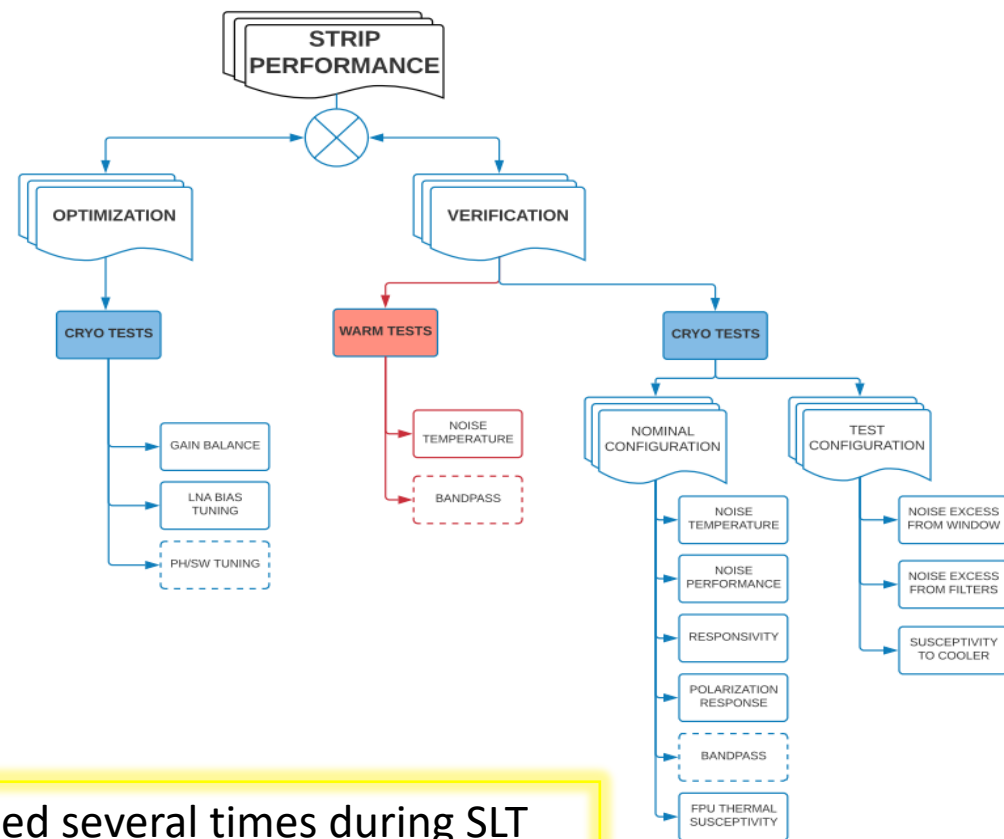 STRIP
PERFORMANCE
OPTIMIZATION
VERIFICATION
CRYO TESTS
WARM TESTS
CRYO TESTS
GAIN BALANCE
LNA BIAS
TUNING
PH/SW TUNING
NOISE
TEMPERATURE
BANDPASS
NOMINAL
CONFIGURATION
TEST
CONFIGURATION
NOISE
TEMPERATURE
NOISE
PERFORMANCE
RESPONSIVITY
POLARIZATION
RESPONSE
BANDPASS
FPU THERMAL
SUSCEPTIVITY
NOISE EXCESS
FROM WINDOW
NOISE EXCESS
FROM FILTERS
SUSCEPTIVITY
TO COOLER
ed several times during SLT